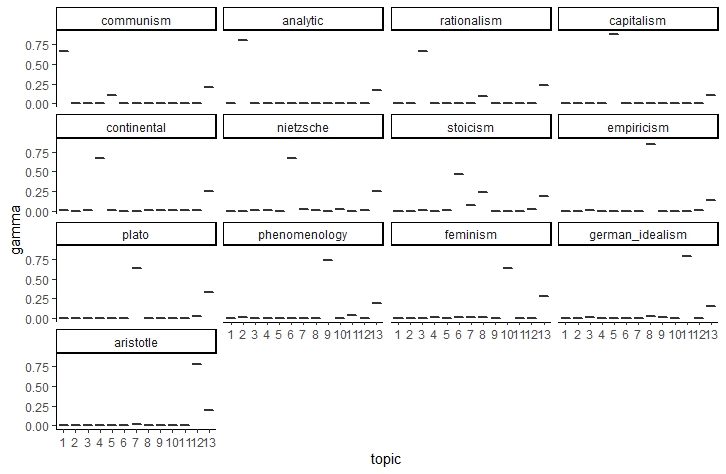 communism analytic rationalism capitalism
0.75
0.50
0.25
0.00
continental nietzsche stoicism empiricism
0.75
0.50
0.25
0.00
gamma
plato phenomenology feminism german_idealism
0.75
0.50
0.25
0.00
aristotle
1 2 3 4 5 6 7 8 9 10 11 12 13 1 2 3 4 5 6 7 8 9 10 11 12 13 1 2 3 4 5 6 7 8 9 10 11 12 13
0.75
0.50
0.25
0.00
1 2 3 4 5 6 7 8 9 10 11 12 13
topic